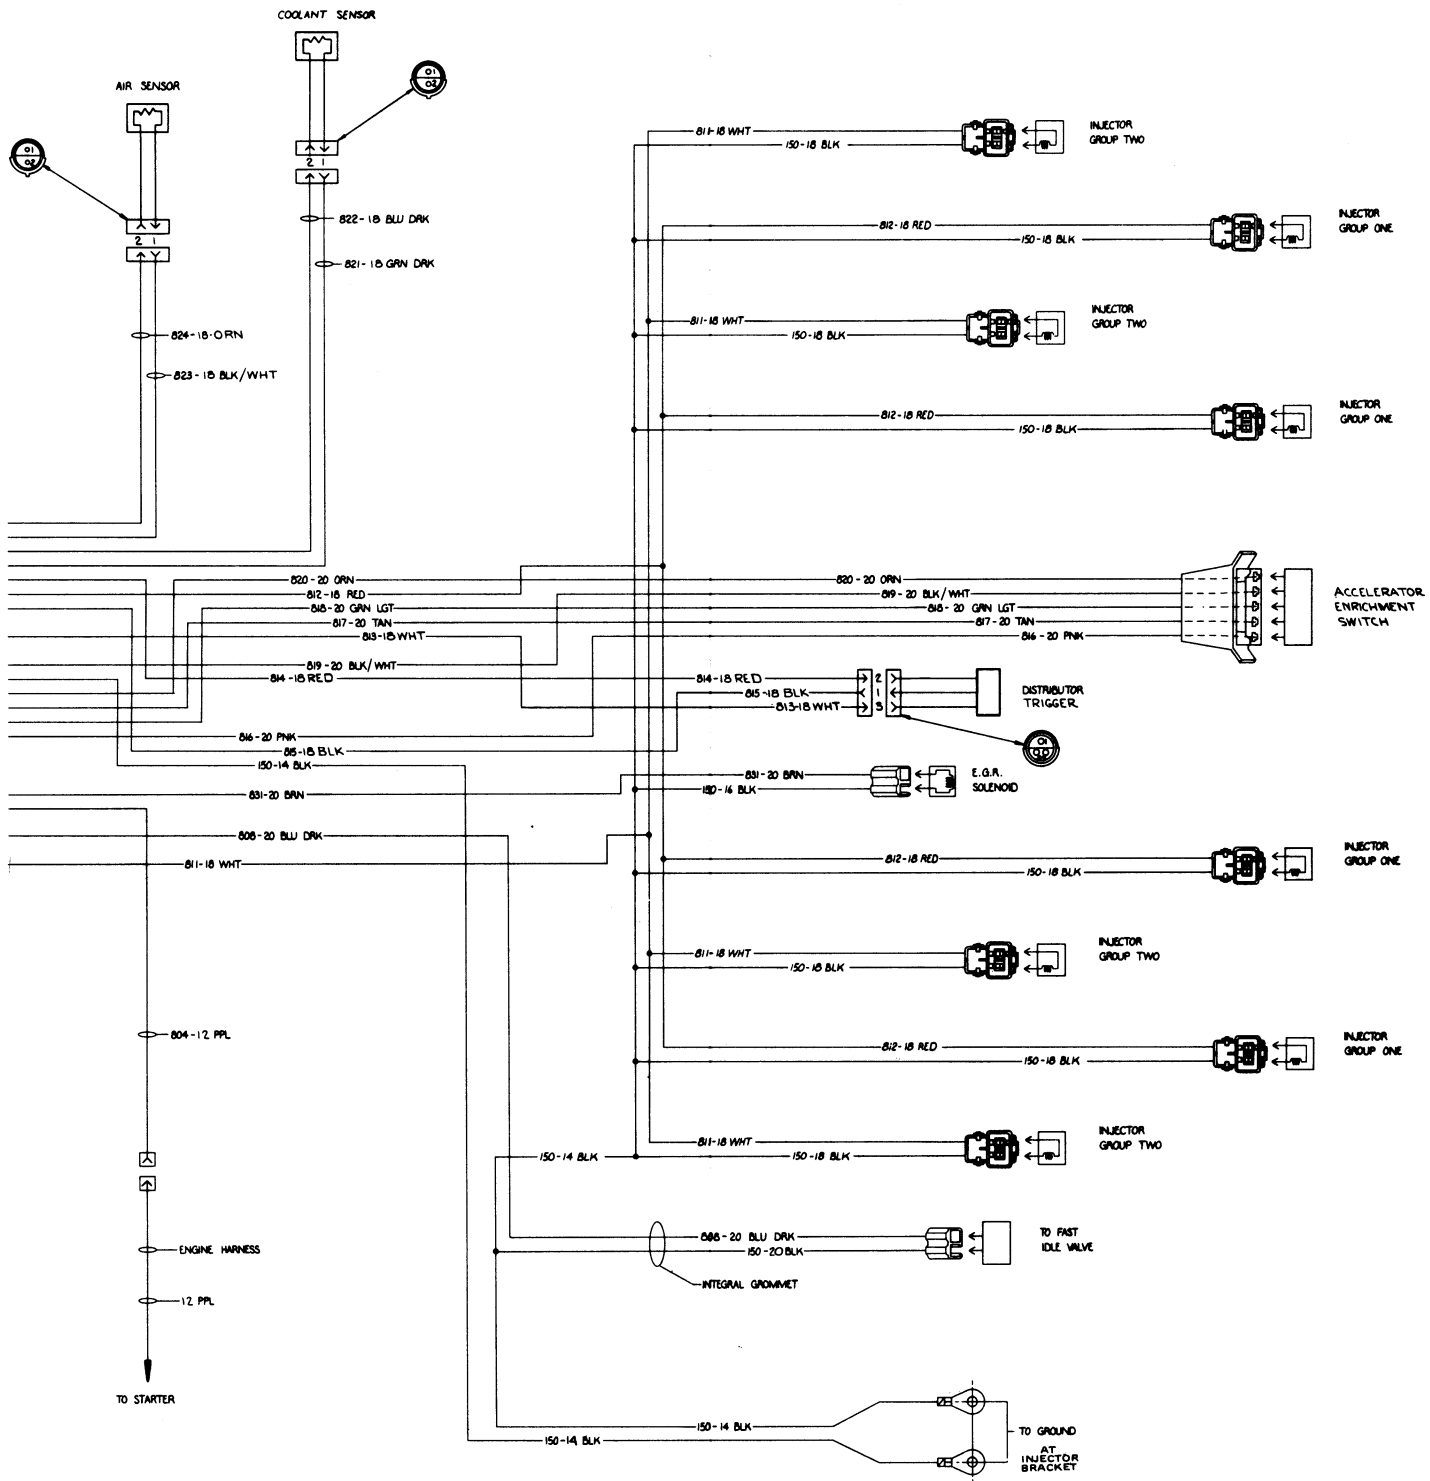 COOLANT SENSOR
AIR SENSOR
O1
O2
O1
O2
2 1
2 1
822-18 BLU DRK
821-18 GRN DRK
824-18-ORN
823-18 BLK/WHT
811-18 WHT
150-18 BLK
INJECTOR
GROUP TWO
812-18 RED
150-18 BLK
INJECTOR
GROUP ONE
811-18 WHT
150-18 BLK
INJECTOR
GROUP TWO
812-18 RED
150-18 BLK
INJECTOR
GROUP ONE
820-20 ORN
812-18 RED
818-20 GRN LGT
817-20 TAN
813-18 WHT
819-20 BLK/WHT
814-18 RED
820-20 ORN
819-20 BLK/WHT
818-20 GRN LGT
817-20 TAN
816-20 PNK
ACCELERATOR
ENRICHMENT
SWITCH
814-18 RED
815-18 BLK
813-18 WHT
2
1
3
DISTRIBUTOR
TRIGGER
816-20 PNK
815-18 BLK
150-14 BLK
831-20 BRN
808-20 BLU DRK
811-18 WHT
831-20 BRN
150-16 BLK
E.G.R.
SOLENOID
812-18 RED
150-18 BLK
INJECTOR
GROUP ONE
811-18 WHT
150-18 BLK
INJECTOR
GROUP TWO
804-12 PPL
812-18 RED
150-18 BLK
INJECTOR
GROUP ONE
150-14 BLK
811-18 WHT
150-18 BLK
INJECTOR
GROUP TWO
ENGINE HARNESS
12 PPL
TO STARTER
808-20 BLU DRK
150-20 BLK
TO FAST
IDLE VALVE
INTEGRAL GROMMET
150-14 BLK
150-14 BLK
TO GROUND
AT
INJECTOR
BRACKET